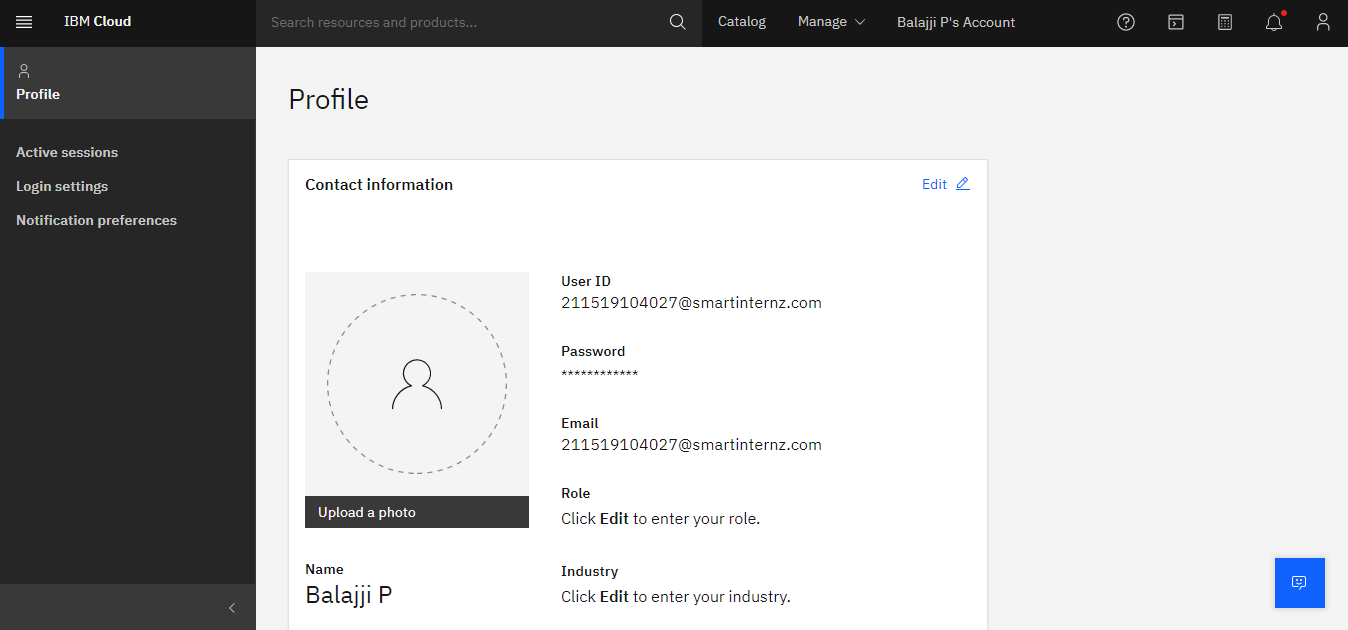 IBM Cloud
Search resources and products...
Catalog
Manage
Balajji P's Account
Profile
Active sessions
Login settings
Notification preferences
Profile
Contact information
Edit
User ID
211519104027@smartinternz.com
Password
************
Email
211519104027@smartinternz.com
Role
Click Edit to enter your role.
Upload a photo
Name
Balajji P
Industry
Click Edit to enter your industry.